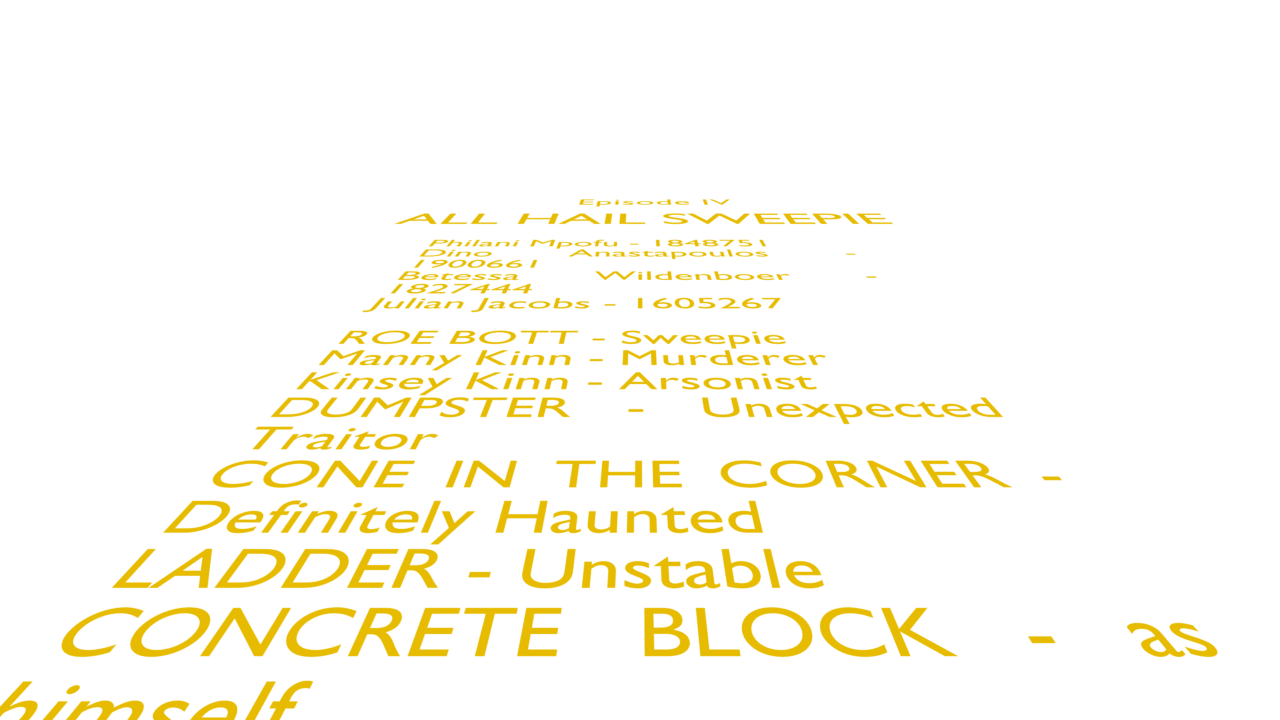 Episode IV
ALL HAIL SWEEPIE
Philani Mpofu - 1848751
Dino Anastapoulos -
1900661
Betessa Wildenboer -
1827444
Julian Jacobs - 1605267
ROE BOTT - Sweepie
Manny Kinn - Murderer
Kinsey Kinn - Arsonist
DUMPSTER - Unexpected
Traitor
CONE IN THE CORNER -
Definitely Haunted
LADDER - Unstable
CONCRETE BLOCK - as
himself